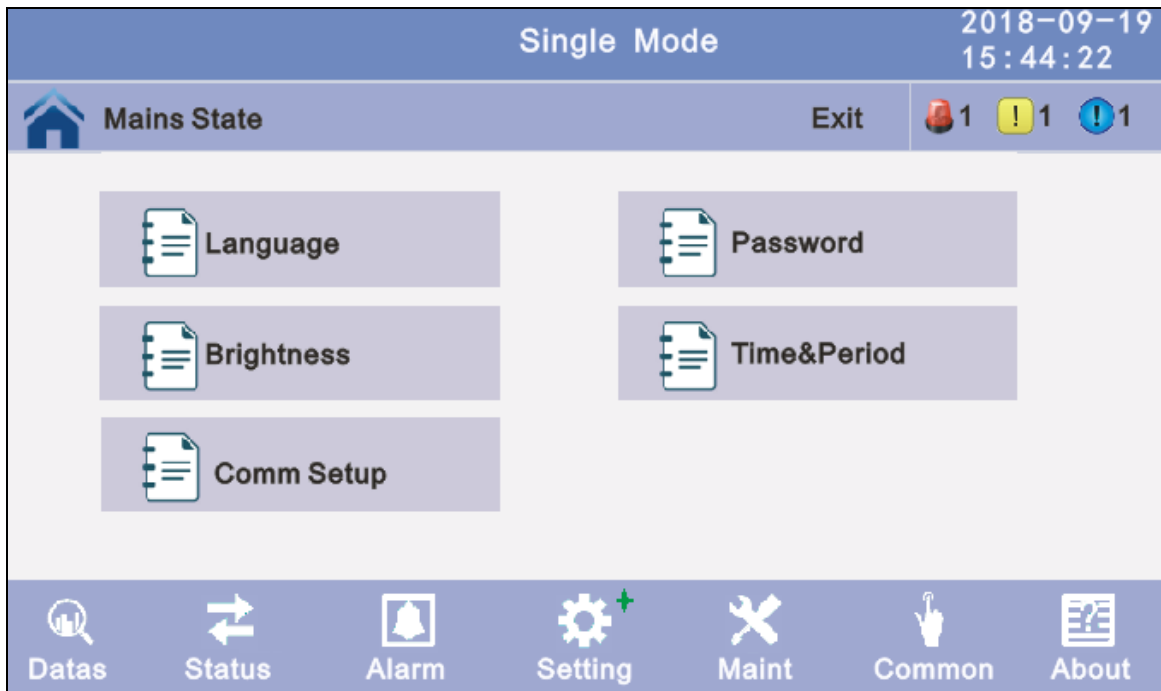 Single Mode
2018-09-19
15:44:22
Mains State
Exit
1
! 1
! 1
Language
Password
Brightness
Time&Period
Comm Setup
Datas
Status
Alarm
Setting
Maint
Common
About